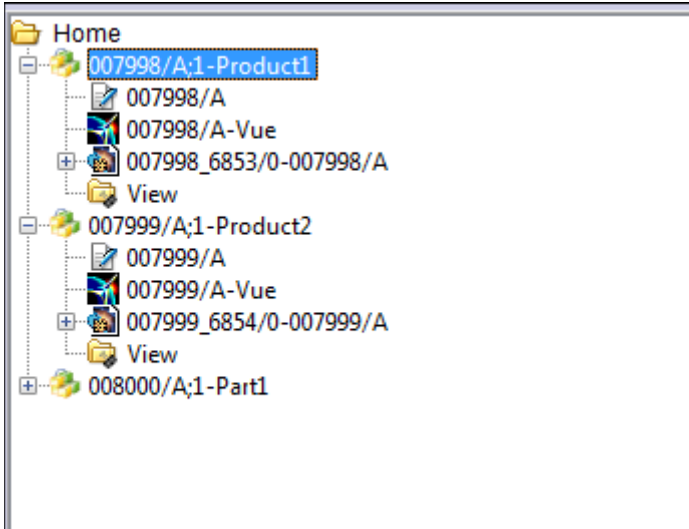 Home
007998/A;1-Product1
007998/A
007998/A-Vue
007998_6853/0-007998/A
View
007999/A;1-Product2
007999/A
007999/A-Vue
007999_6854/0-007999/A
View
008000/A;1-Part1